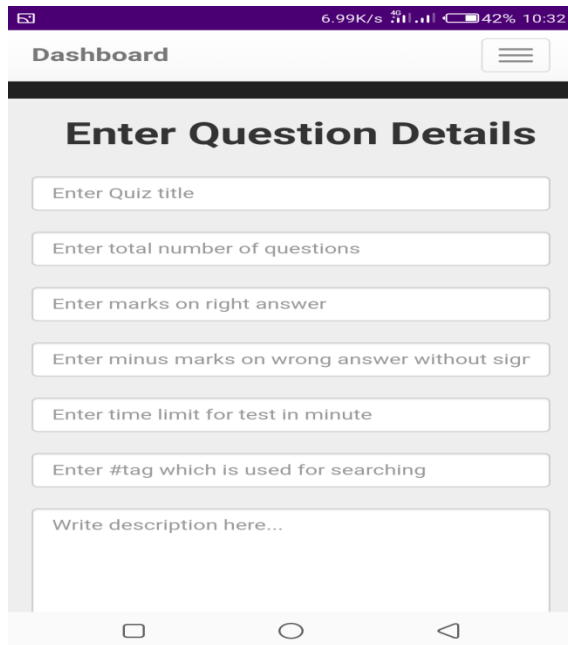 6.99K/s 4G 42% 10:32
Dashboard
Enter Question Details
Enter Quiz title
Enter total number of questions
Enter marks on right answer
Enter minus marks on wrong answer without sign
Enter time limit for test in minute
Enter #tag which is used for searching
Write description here...